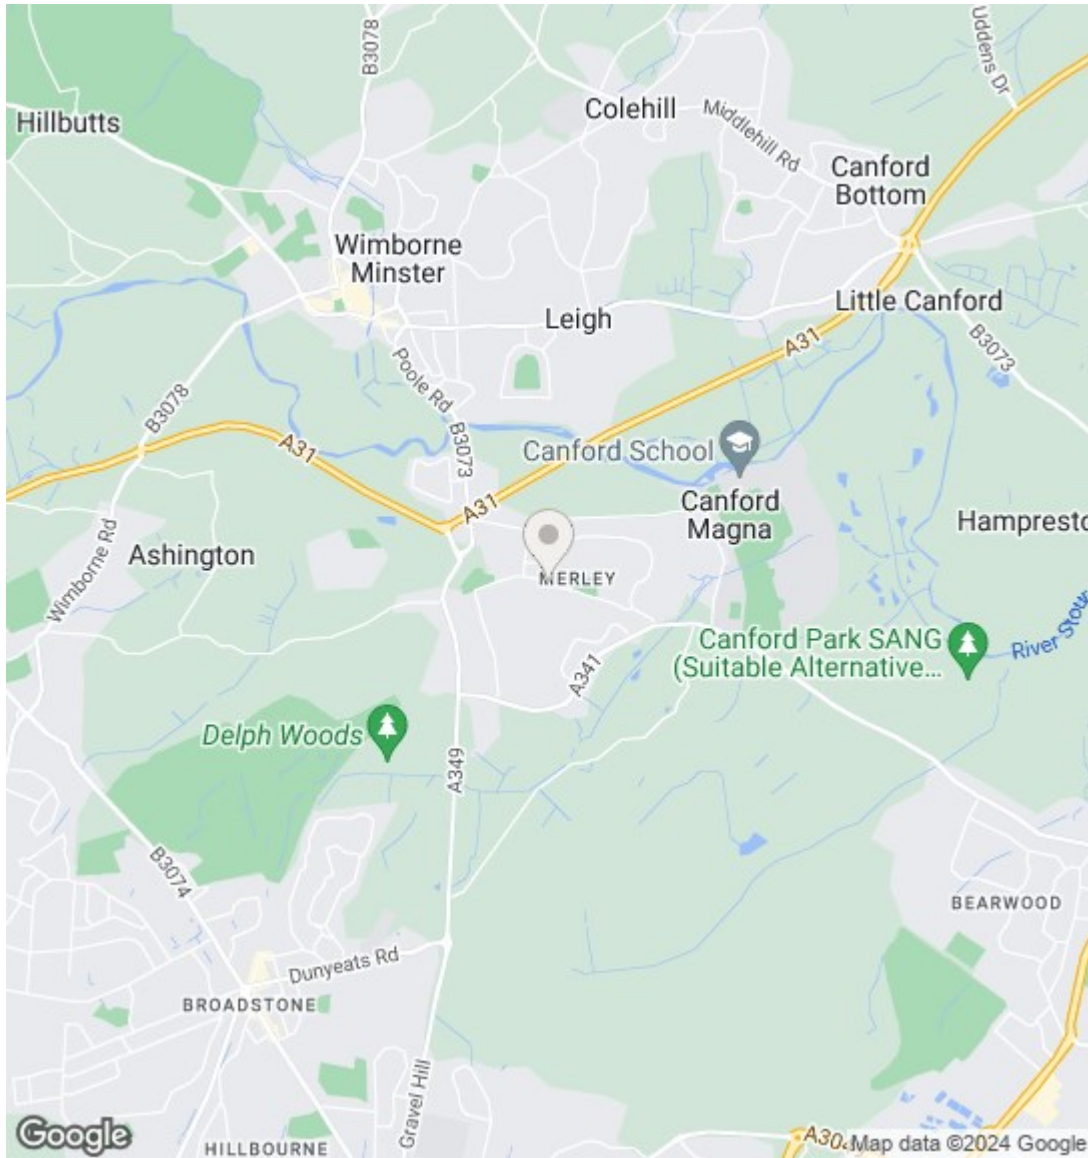 Uddens Dr
B3078
Colehill
Middlehill Rd
Hillbutts
Canford
Bottom
Wimborne
Minster
Little Canford
Leigh
A31
B3073
Poole Rd
B3078
B3073
A31
Canford School
A31
Canford
Magna
Hampresto
Ashington
MERLEY
Wimborne Rd
Canford Park SANG
(Suitable Alternative...
River Stou
A341
Delph Woods
A349
B3074
BEARWOOD
Dunyeats Rd
BROADSTONE
Gravel Hill
HILLBOURNE
Google
Map data ©2024 Google